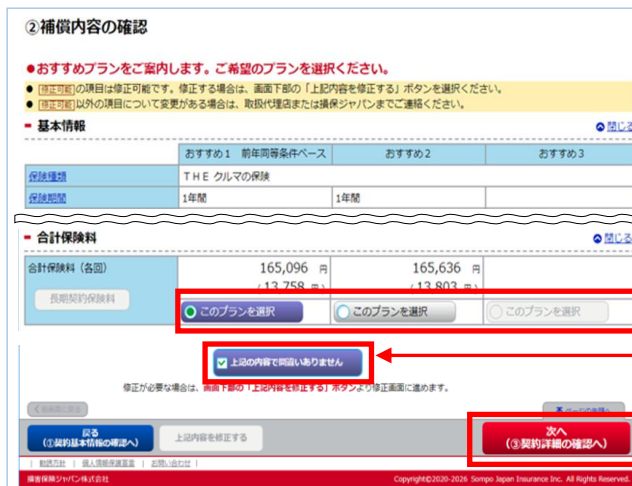 ②補償内容の確認
●おすすめプランをご案内します。ご希望のプランを選択ください。
● 修正可能の項目は修正可能です。修正する場合は、画面下部の「上記内容を修正する」ボタンを選択ください。
● 修正可能以外の項目について変更がある場合は、取扱代理店または損保ジャパンまでご連絡ください。
基本情報 閉じる
おすすめ1 前年同等条件ベース おすすめ2 おすすめ3
保険種類 THE クルマの保険
保険期間 1年間 1年間
合計保険料 閉じる
合計保険料(各回) 165,096 円 165,636 円
(13,758 円) (13,803 円)
長期契約保険料
このプランを選択 このプランを選択 このプランを選択
上記の内容で間違いありません
修正が必要な場合は、画面下部の「上記内容を修正する」ボタンより修正画面に進めます。
戻る
(①契約基本情報の確認へ)
上記内容を修正する
次へ
(③契約詳細の確認へ)
| 勧誘方針 | 個人情報保護宣言 | お問い合わせ |
損害保険ジャパン株式会社 Copyright©2020-2026 Sompo Japan Insurance Inc. All Rights Reserved.